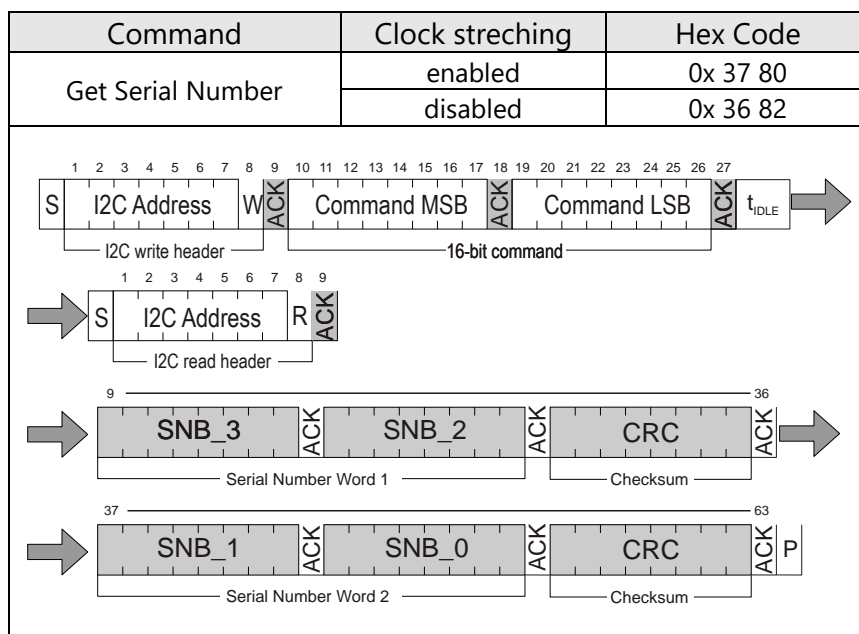 Command Clock streching Hex Code
Get Serial Number enabled 0x 37 80
disabled 0x 36 82
1 2 3 4 5 6 7 8 9 10 11 12 13 14 15 16 17 18 19 20 21 22 23 24 25 26 27
S I2C Address W ACK Command MSB ACK Command LSB ACK tIDLE
I2C write header 16-bit command
1 2 3 4 5 6 7 8 9
S I2C Address R ACK
I2C read header
9 36
SNB_3 ACK SNB_2 ACK CRC ACK
Serial Number Word 1 Checksum
37 63
SNB_1 ACK SNB_0 ACK CRC ACK P
Serial Number Word 2 Checksum